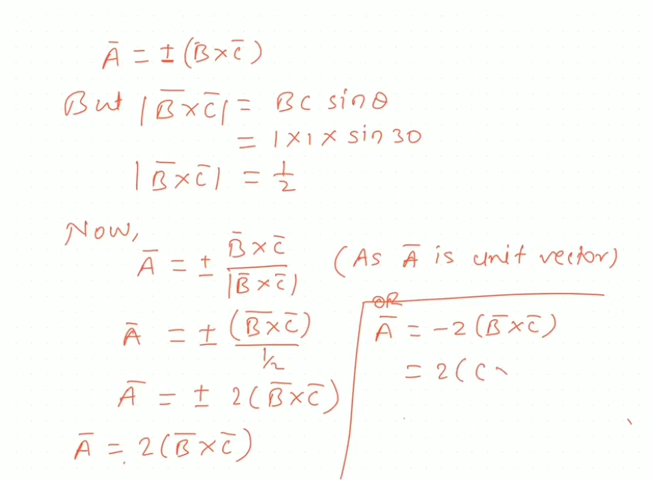 Ā = ± (B̄ × C̄)
But |B̄ × C̄| = BC sin θ
= 1 × 1 × sin 30
|B̄ × C̄| = 1/2
Now,
Ā = ± B̄ × C̄ / |B̄ × C̄| (As Ā is unit vector)
Ā = ± (B̄ × C̄) / 1/2
Ā = ± 2(B̄ × C̄)
Ā = 2(B̄ × C̄)
OR
Ā = -2(B̄ × C̄)
= 2(C